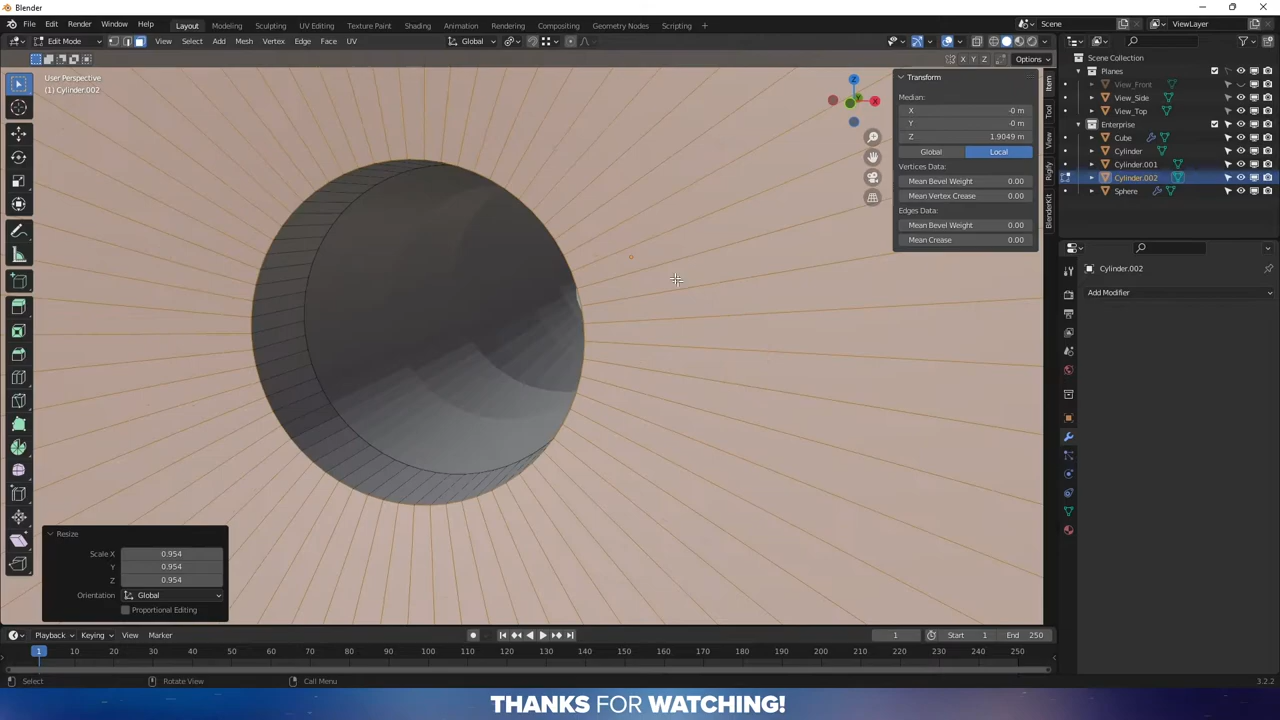 Blender
File Edit Render Window Help Layout Modeling Sculpting UV Editing Texture Paint Shading Animation Rendering Compositing Geometry Nodes Scripting + Scene ViewLayer
Edit Mode View Select Add Mesh Vertex Edge Face UV Global
X Y Z Options
User Perspective
(1) Cylinder.002
Z
X
Y
Transform
Median:
X -0 m
Y -0 m
Z 1.9049 m
Global Local
Vertices Data:
Mean Bevel Weight 0.00
Mean Vertex Crease 0.00
Edges Data:
Mean Bevel Weight 0.00
Mean Crease 0.00
Item
Tool
View
Rigify
BlenderKit
Scene Collection
Planes
View_Front
View_Side
View_Top
Enterprise
Cube
Cylinder
Cylinder.001
Cylinder.002
Sphere
Cylinder.002
Add Modifier
Resize
Scale X 0.954
Y 0.954
Z 0.954
Orientation Global
Proportional Editing
Playback Keying View Marker 1 Start 1 End 250
1 10 20 30 40 50 60 70 80 90 100 110 120 130 140 150 160 170 180 190 200 210 220 230 240 250
Select Rotate View Call Menu 3.2.2
THANKS FOR WATCHING!